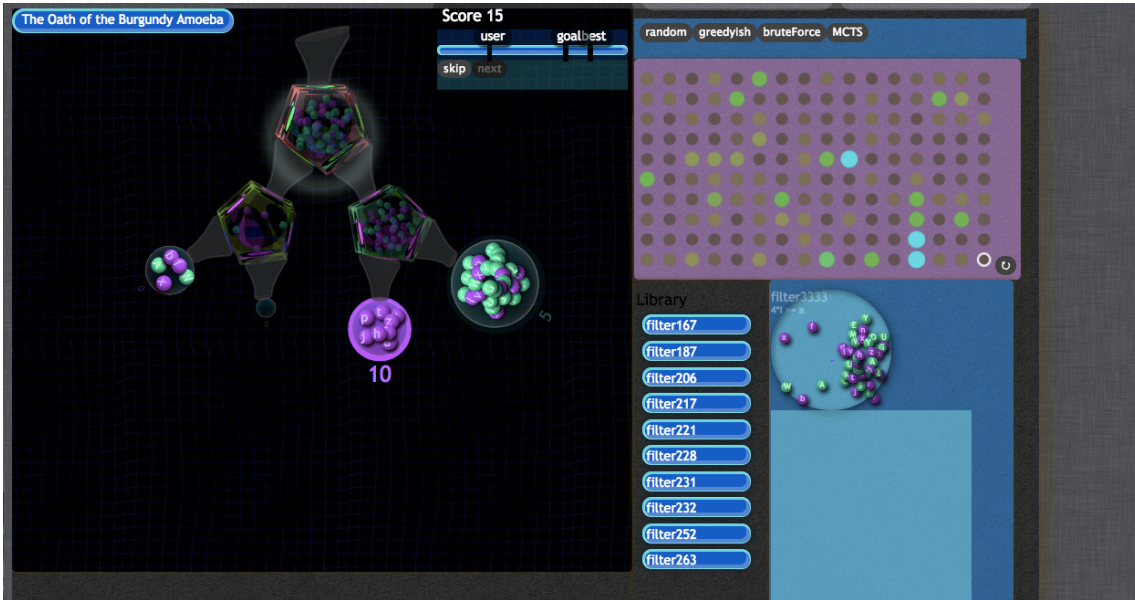 The Oath of the Burgundy Amoeba
Score 15
user goal best
skip next
random greedyish bruteForce MCTS
10
5
Library
filter167
filter187
filter206
filter217
filter221
filter228
filter231
filter232
filter252
filter263
filter3333